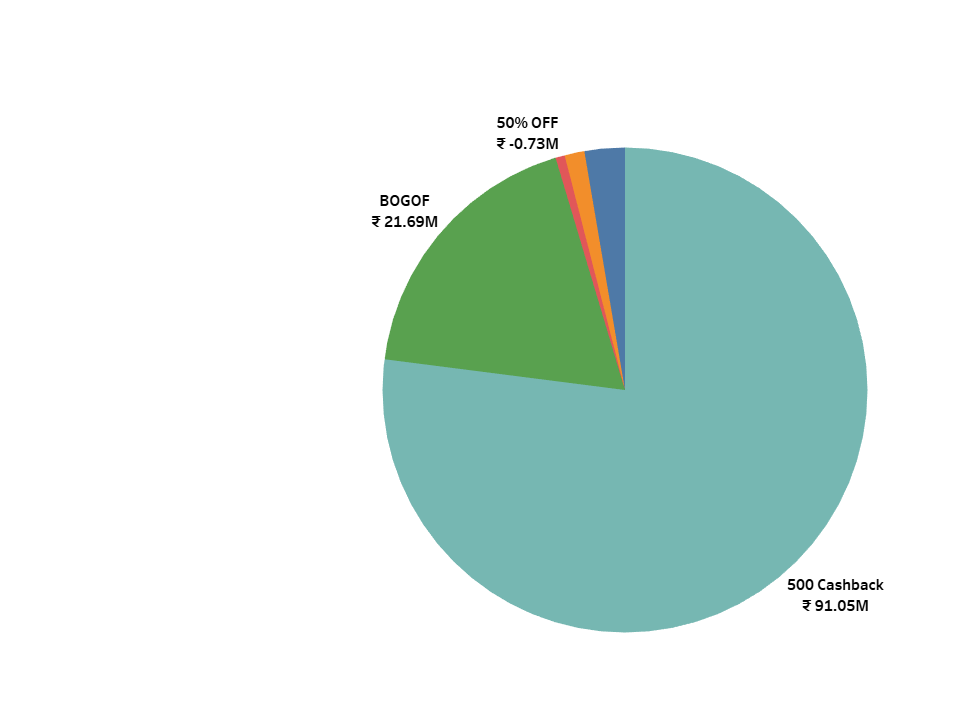 50% OFF
₹ -0.73M
BOGOF
₹ 21.69M
500 Cashback
₹ 91.05M